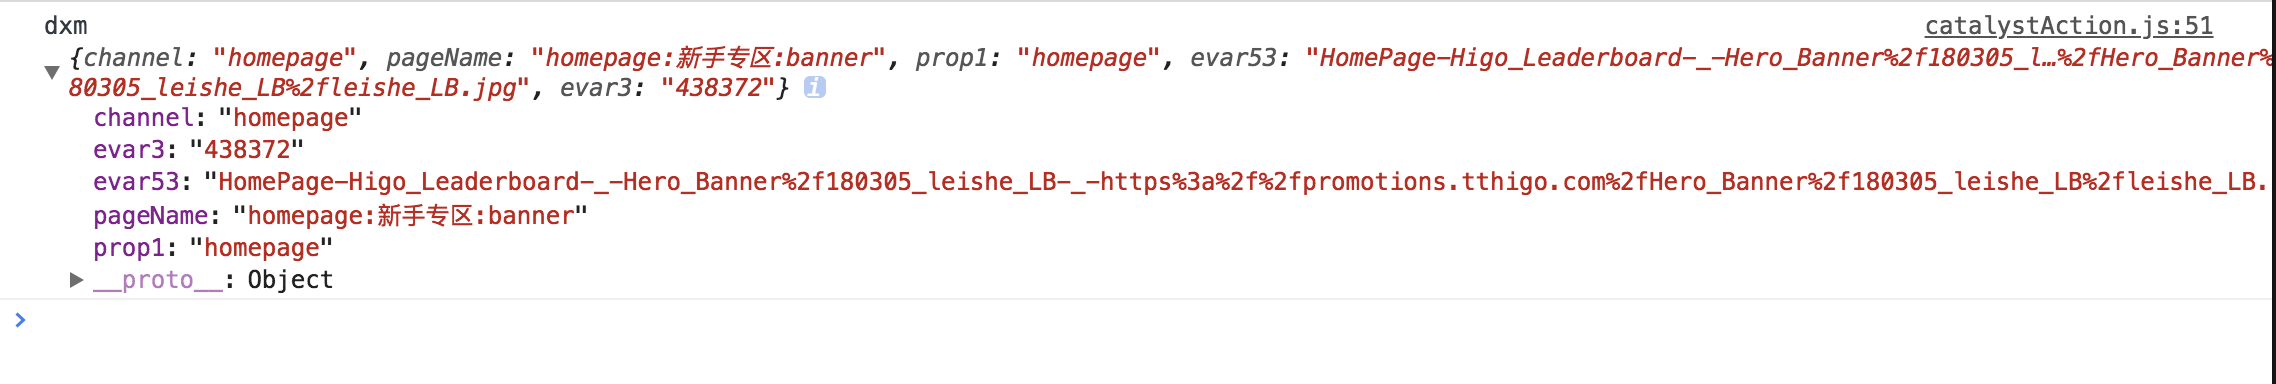 dxm catalystAction.js:51
{channel: "homepage", pageName: "homepage:新手专区:banner", prop1: "homepage", evar53: "HomePage-Higo_Leaderboard-_-Hero_Banner%2f180305_l…%2fHero_Banner%
80305_leishe_LB%2fleishe_LB.jpg", evar3: "438372"} i
channel: "homepage"
evar3: "438372"
evar53: "HomePage-Higo_Leaderboard-_-Hero_Banner%2f180305_leishe_LB-_-https%3a%2f%2fpromotions.tthigo.com%2fHero_Banner%2f180305_leishe_LB%2fleishe_LB.
pageName: "homepage:新手专区:banner"
prop1: "homepage"
__proto__: Object